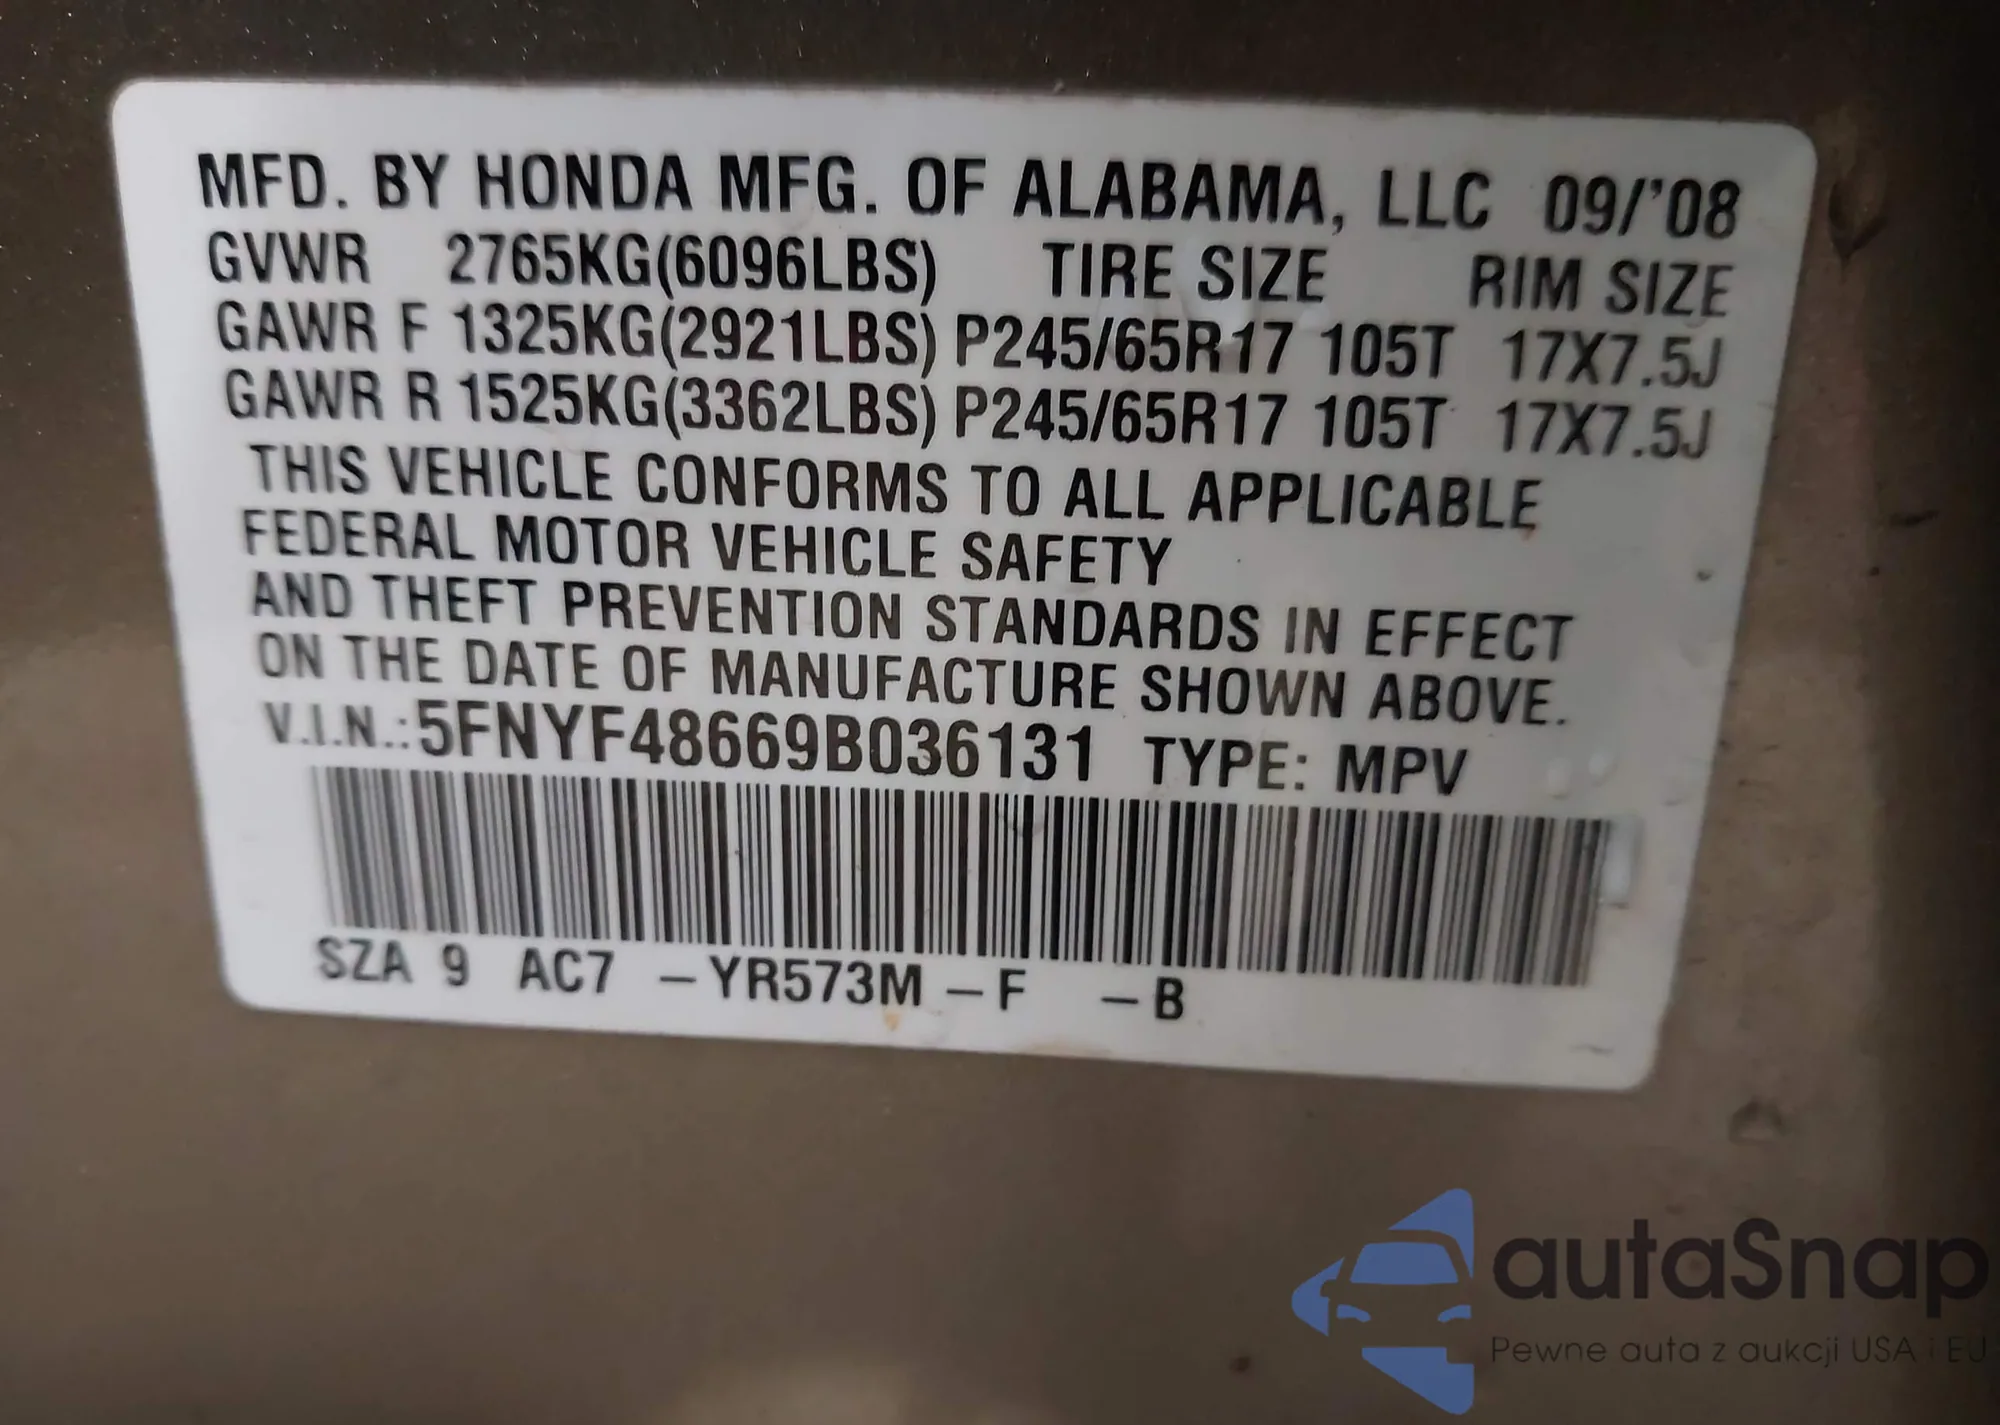 MFD. BY HONDA MFG. OF ALABAMA, LLC 09/'08
GVWR 2765KG(6096LBS) TIRE SIZE RIM SIZE
GAWR F 1325KG(2921LBS) P245/65R17 105T 17X7.5J
GAWR R 1525KG(3362LBS) P245/65R17 105T 17X7.5J
THIS VEHICLE CONFORMS TO ALL APPLICABLE
FEDERAL MOTOR VEHICLE SAFETY
AND THEFT PREVENTION STANDARDS IN EFFECT
ON THE DATE OF MANUFACTURE SHOWN ABOVE.
V.I.N.:5FNYF48669B036131 TYPE: MPV
SZA 9 AC7 –YR573M –F –B
autaSnap
Pewne auta z aukcji USA i EU